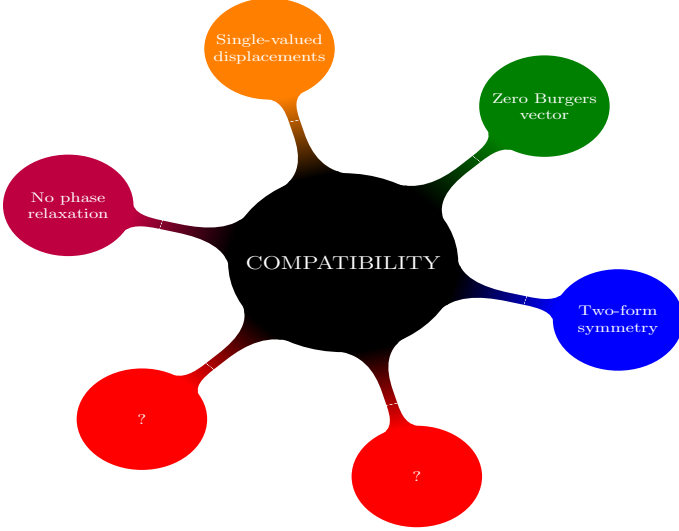 Single-valued
displacements
Zero Burgers
vector
No phase
relaxation
COMPATIBILITY
Two-form
symmetry
?
?